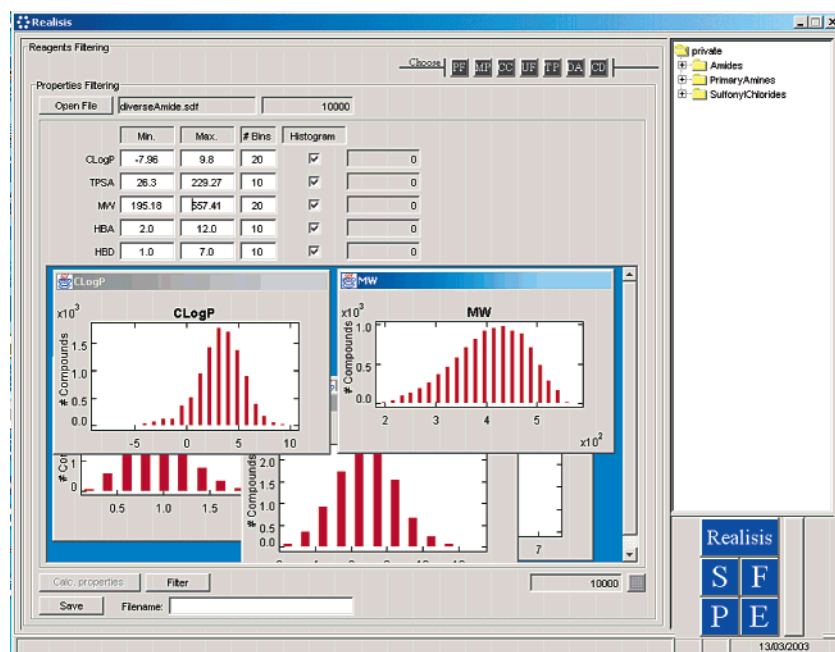 Realisis
Reagents Filtering
Choose PF MP CC UF TP DA CD
Properties Filtering
Open File diverseAmide.sdf 10000
Min. Max. # Bins Histogram
CLogP -7.96 9.8 20 0
TPSA 26.3 229.27 10 0
MW 195.18 557.41 20 0
HBA 2.0 12.0 10 0
HBD 1.0 7.0 10 0
private
Amides
PrimaryAmines
SulfonylChlorides
CLogP
CLogP
x10³
# Compounds
1.5
1.0
0.5
0.0
-5 0 5 10
MW
MW
x10³
# Compounds
1.0
0.5
0.0
2 3 4 5
x10²
# Cor
1
0
0.5 1.0 1.5
# Compounds
2.0
1.5
1.0
0.5
0.0
7
Calc. properties Filter 10000
Save Filename:
Realisis
S F
P E
13/03/2003